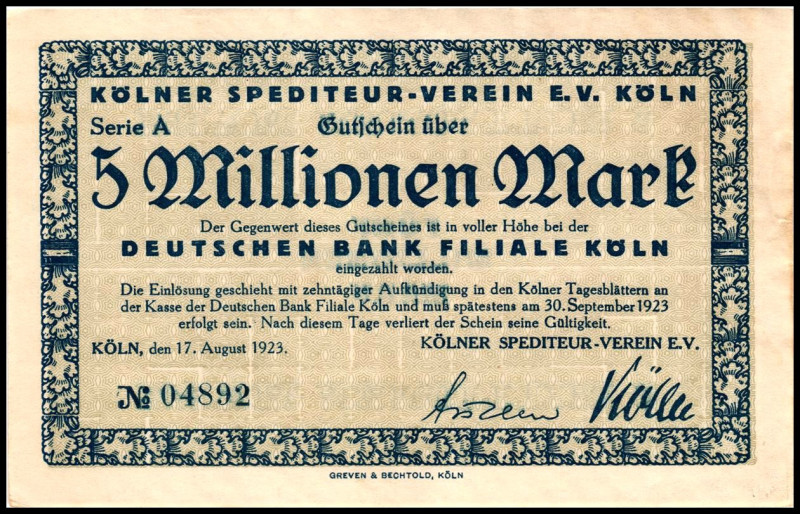 KÖLNER SPEDITEUR-VEREIN E.V. KÖLN
Serie A Gutschein über
5 Millionen Mark
Der Gegenwert dieses Gutscheines ist in voller Höhe bei der
DEUTSCHEN BANK FILIALE KÖLN
eingezahlt worden.
Die Einlösung geschieht mit zehntägiger Aufkündigung in den Kölner Tagesblättern an
der Kasse der Deutschen Bank Filiale Köln und muß spätestens am 30. September 1923
erfolgt sein. Nach diesem Tage verliert der Schein seine Gültigkeit.
KÖLN, den 17. August 1923. KÖLNER SPEDITEUR-VEREIN E.V.
№ 04892
GREVEN & BECHTOLD, KÖLN